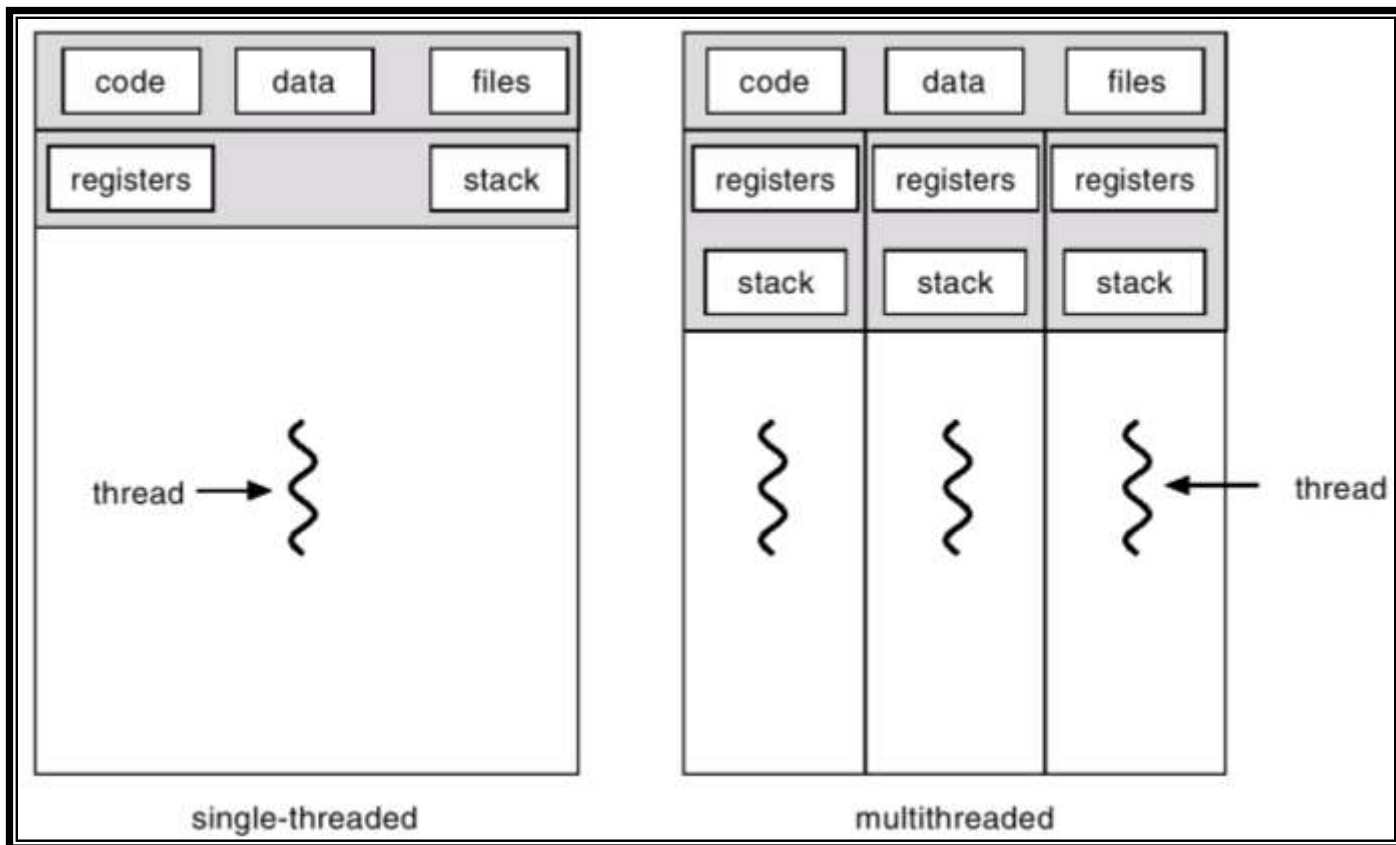 code data files
registers stack
thread
single-threaded
code data files
registers registers registers
stack stack stack
thread
multithreaded